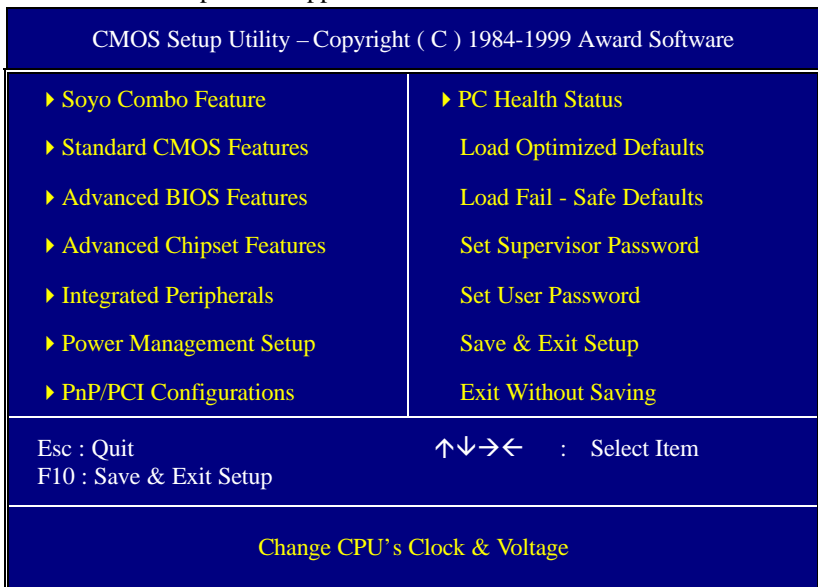 CMOS Setup Utility – Copyright ( C ) 1984-1999 Award Software
Soyo Combo Feature
Standard CMOS Features
Advanced BIOS Features
Advanced Chipset Features
Integrated Peripherals
Power Management Setup
PnP/PCI Configurations
PC Health Status
Load Optimized Defaults
Load Fail - Safe Defaults
Set Supervisor Password
Set User Password
Save & Exit Setup
Exit Without Saving
Esc : Quit
F10 : Save & Exit Setup
↑↓→← : Select Item
Change CPU's Clock & Voltage